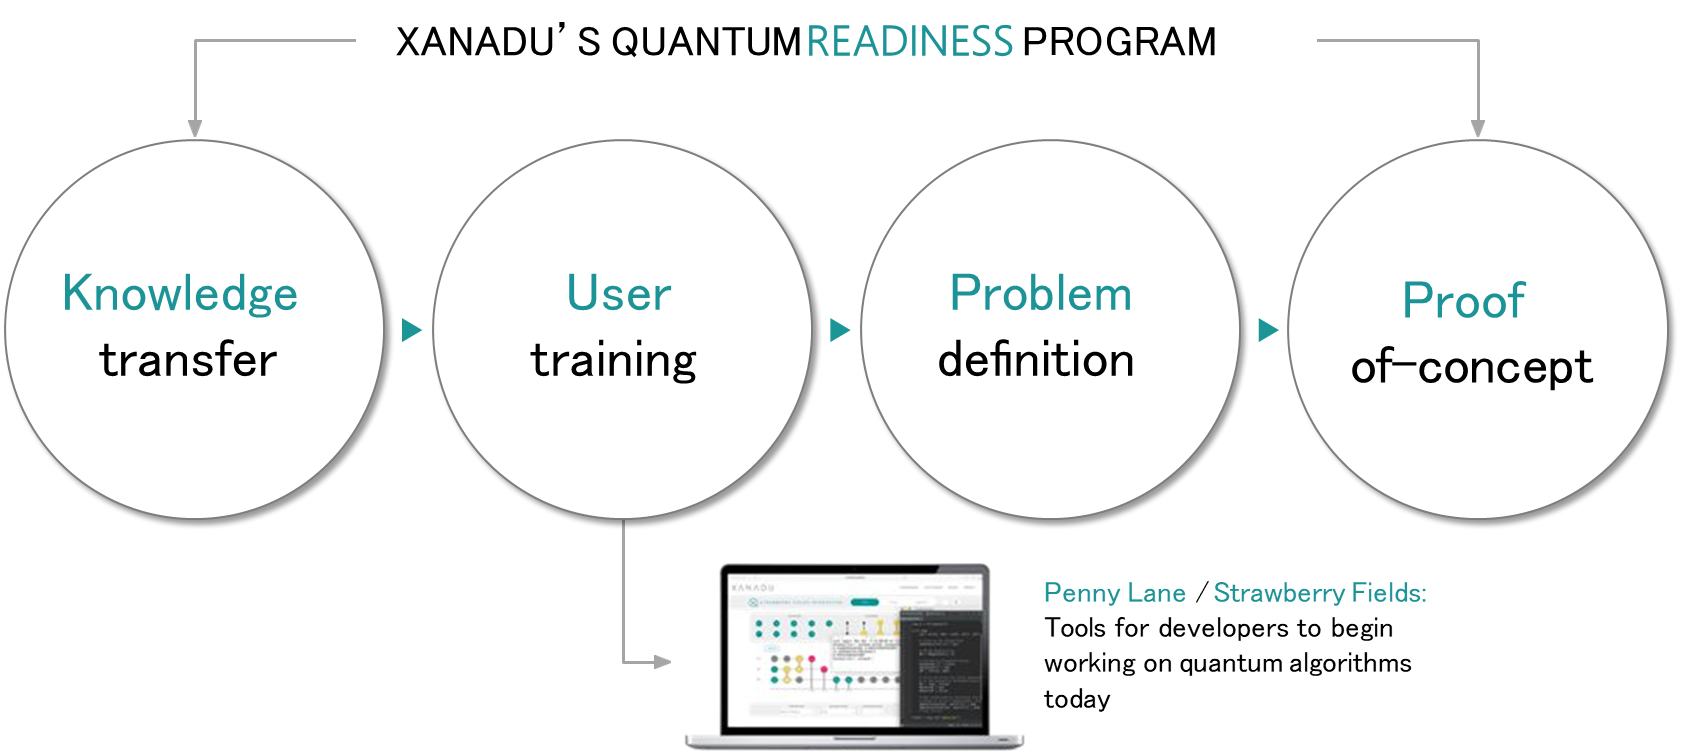 XANADU’S QUANTUM READINESS PROGRAM
Knowledge
transfer
User
training
Problem
definition
Proof
of-concept
XANADU
Penny Lane / Strawberry Fields:
Tools for developers to begin
working on quantum algorithms
today